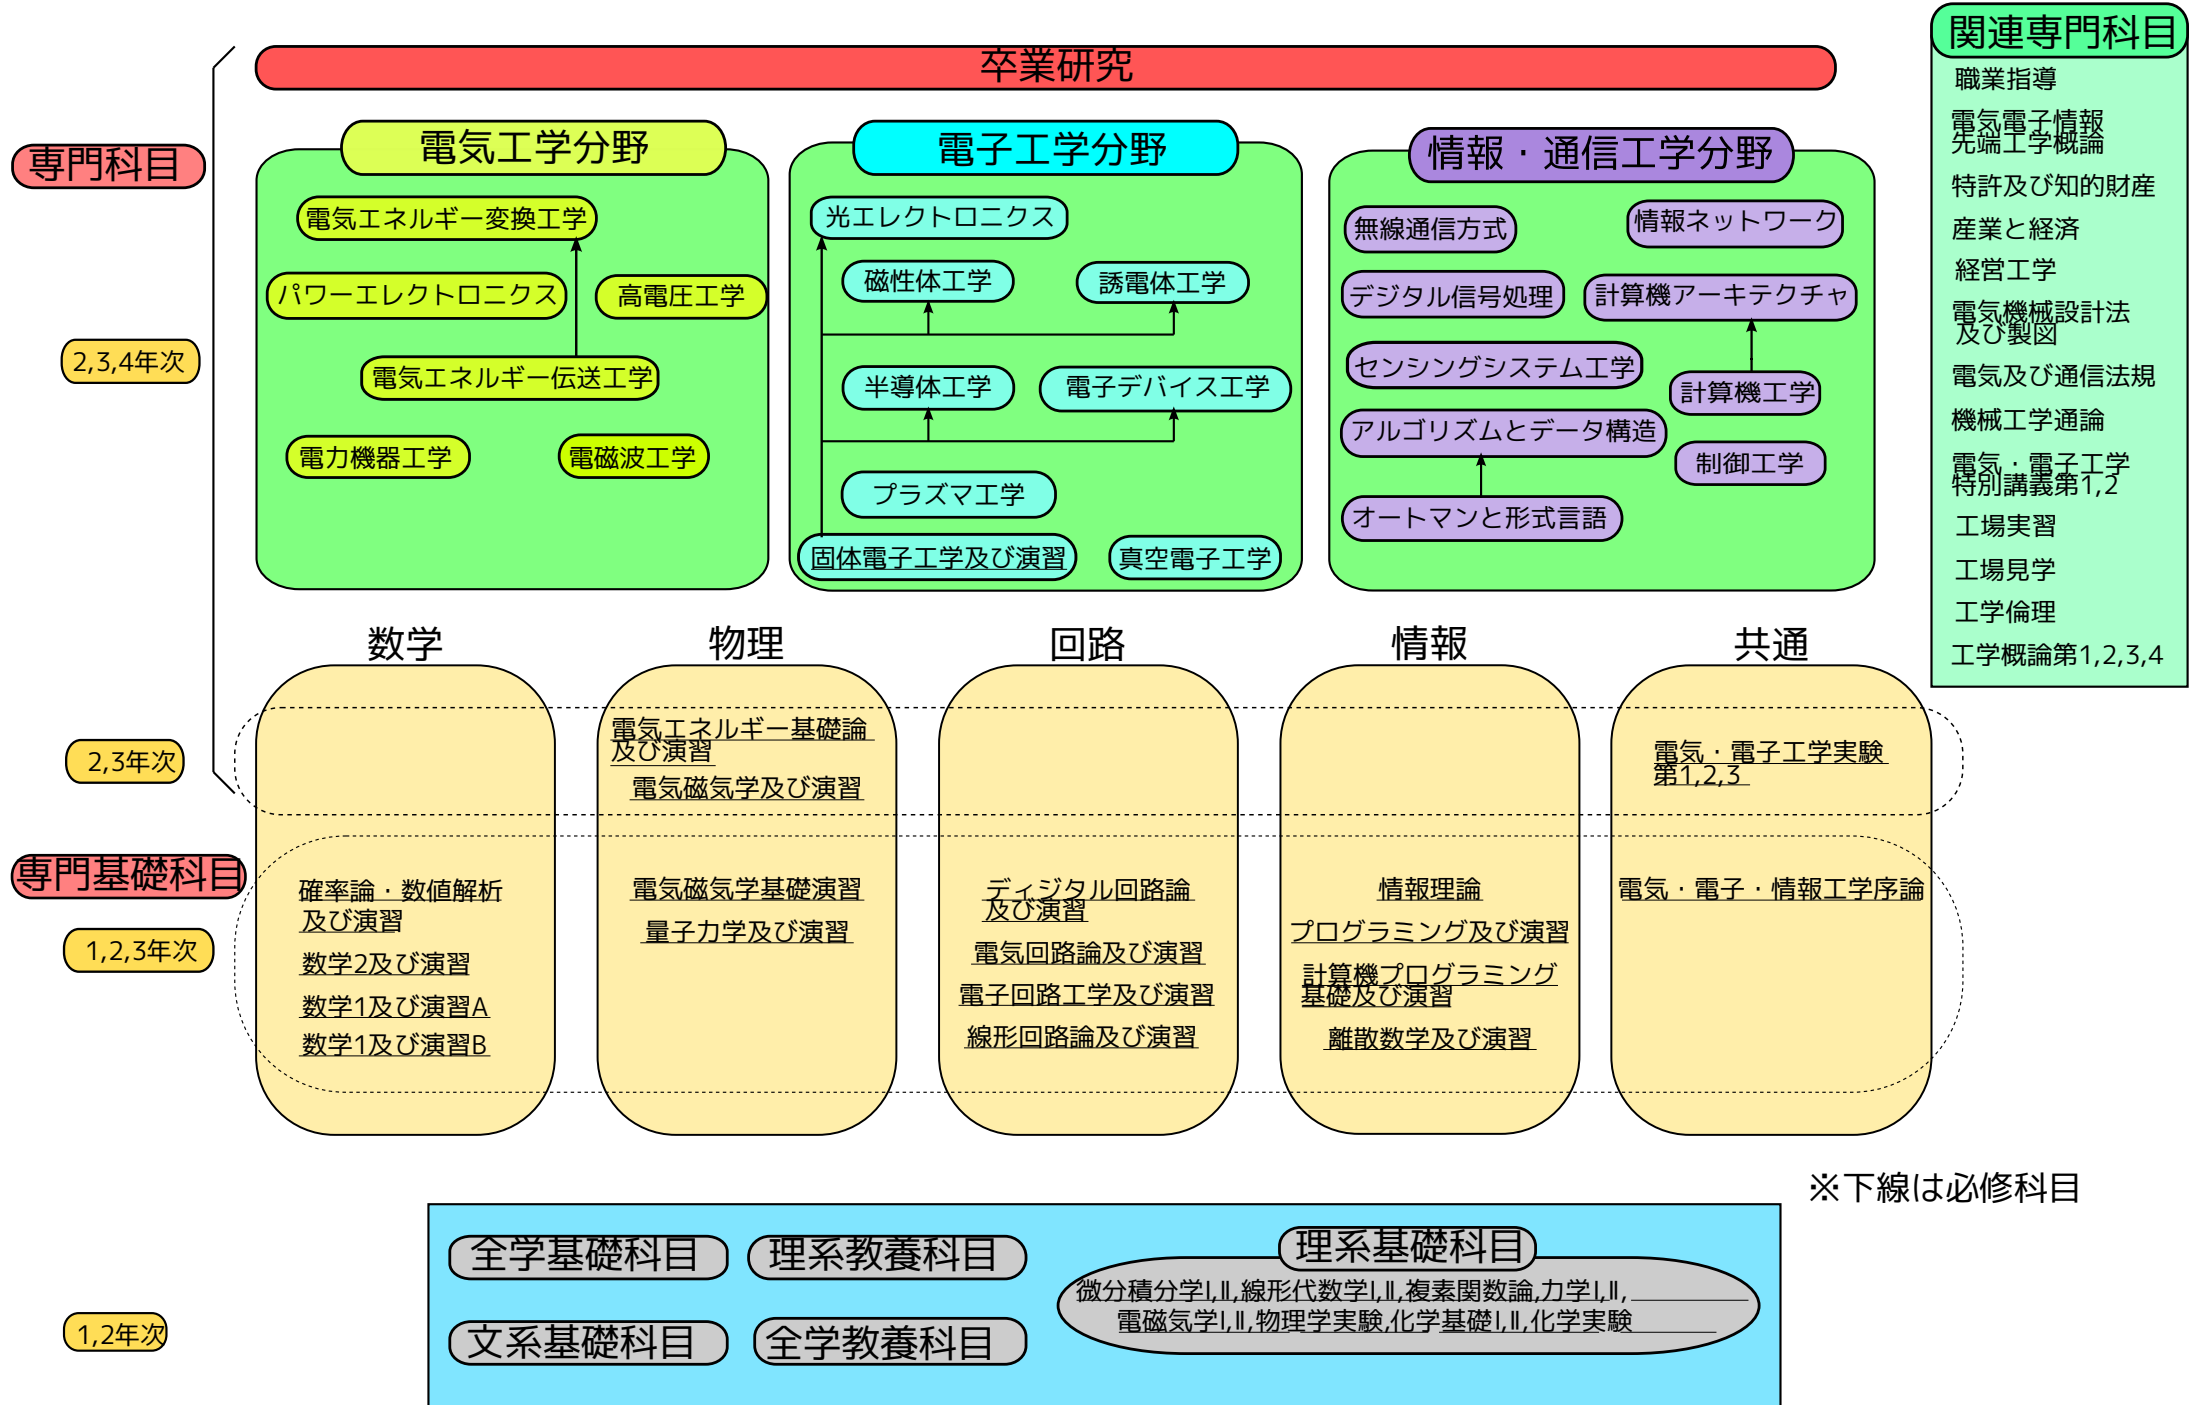 卒業研究
専門科目
2,3,4年次
電気工学分野
電気エネルギー変換工学
パワーエレクトロニクス
高電圧工学
電気エネルギー伝送工学
電力機器工学
電磁波工学
電子工学分野
光エレクトロニクス
磁性体工学
誘電体工学
半導体工学
電子デバイス工学
プラズマ工学
固体電子工学及び演習
真空電子工学
情報・通信工学分野
無線通信方式
情報ネットワーク
デジタル信号処理
計算機アーキテクチャ
センシングシステム工学
計算機工学
アルゴリズムとデータ構造
制御工学
オートマンと形式言語
関連専門科目
職業指導
電気電子情報
先端工学概論
特許及び知的財産
産業と経済
経営工学
電気機械設計法
及び製図
電気及び通信法規
機械工学通論
電気・電子工学
特別講義第1,2
工場実習
工場見学
工学倫理
工学概論第1,2,3,4
2,3年次
専門基礎科目
1,2,3年次
数学
確率論・数値解析
及び演習
数学2及び演習
数学1及び演習A
数学1及び演習B
物理
電気エネルギー基礎論
及び演習
電気磁気学及び演習
電気磁気学基礎演習
量子力学及び演習
回路
ディジタル回路論
及び演習
電気回路論及び演習
電子回路工学及び演習
線形回路論及び演習
情報
情報理論
プログラミング及び演習
計算機プログラミング
基礎及び演習
離散数学及び演習
共通
電気・電子工学実験
第1,2,3
電気・電子・情報工学序論
※下線は必修科目
1,2年次
全学基礎科目
理系教養科目
文系基礎科目
全学教養科目
理系基礎科目
微分積分学Ⅰ,Ⅱ,線形代数学Ⅰ,Ⅱ,複素関数論,力学Ⅰ,Ⅱ,
電磁気学Ⅰ,Ⅱ,物理学実験,化学基礎Ⅰ,Ⅱ,化学実験